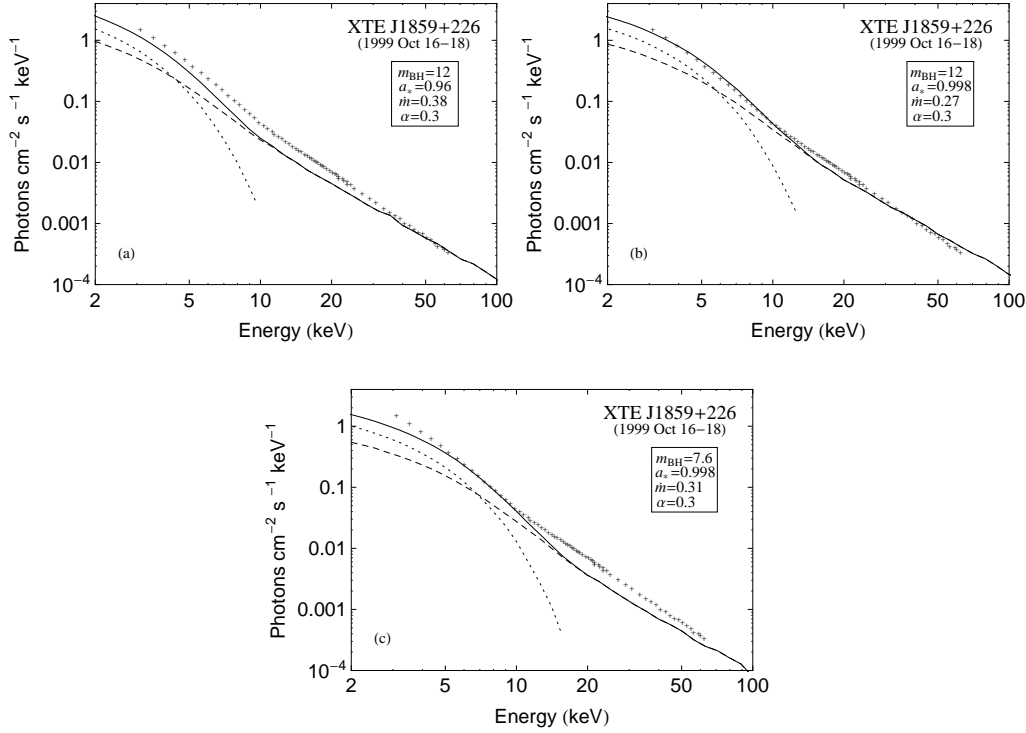 XTE J1859+226
(1999 Oct 16−18)
m_BH=12
a_*=0.96
ṁ=0.38
α=0.3
Photons cm⁻² s⁻¹ keV⁻¹
1
0.1
0.01
0.001
10⁻⁴
(a)
2 5 10 20 50 100
Energy (keV)
XTE J1859+226
(1999 Oct 16−18)
m_BH=12
a_*=0.998
ṁ=0.27
α=0.3
Photons cm⁻² s⁻¹ keV⁻¹
1
0.1
0.01
0.001
10⁻⁴
(b)
2 5 10 20 50 100
Energy (keV)
XTE J1859+226
(1999 Oct 16−18)
m_BH=7.6
a_*=0.998
ṁ=0.31
α=0.3
Photons cm⁻² s⁻¹ keV⁻¹
1
0.1
0.01
0.001
10⁻⁴
(c)
2 5 10 20 50 100
Energy (keV)